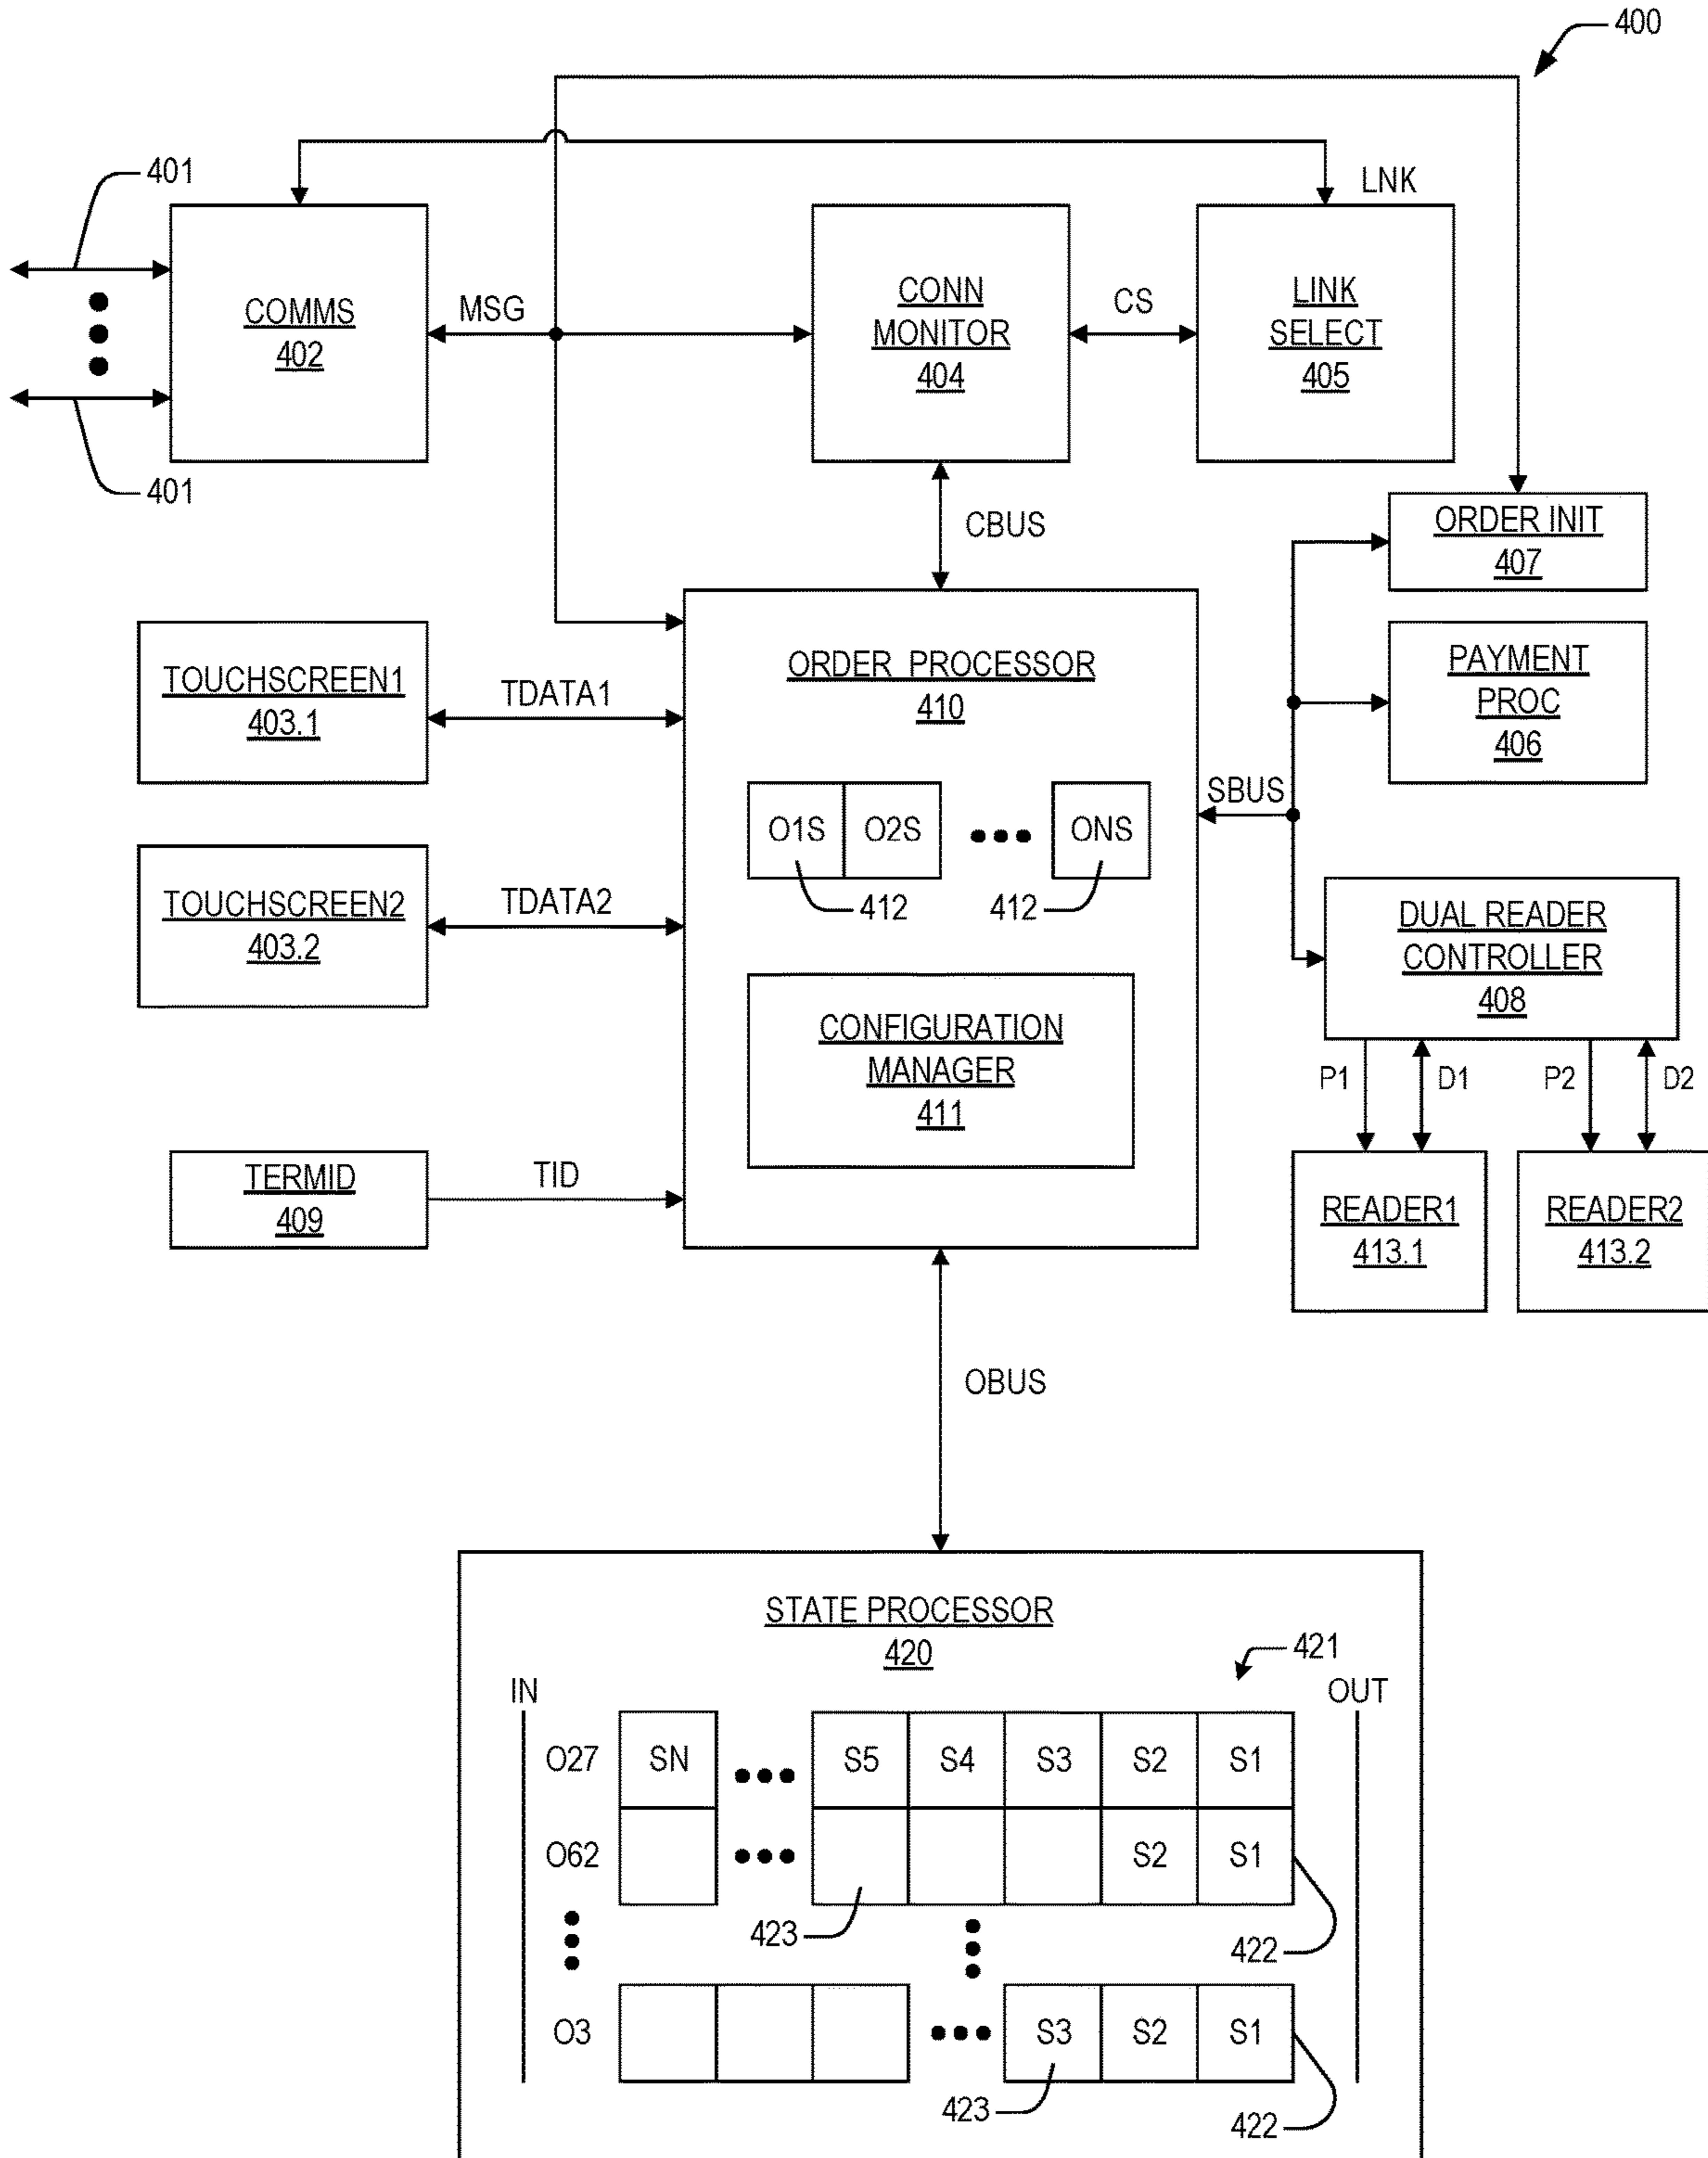 400
401
LNK
COMMS
402
MSG
CONN
MONITOR
404
CS
LINK
SELECT
405
401
CBUS
ORDER INIT
407
TOUCHSCREEN1
403.1
TDATA1
ORDER PROCESSOR
410
PAYMENT
PROC
406
SBUS
O1S
O2S
ONS
412
412
TOUCHSCREEN2
403.2
TDATA2
DUAL READER
CONTROLLER
408
CONFIGURATION
MANAGER
411
P1
D1
P2
D2
TERMID
409
TID
READER1
413.1
READER2
413.2
OBUS
STATE PROCESSOR
420
421
IN
OUT
O27
SN
S5
S4
S3
S2
S1
O62
S2
S1
423
422
O3
S3
S2
S1
423
422